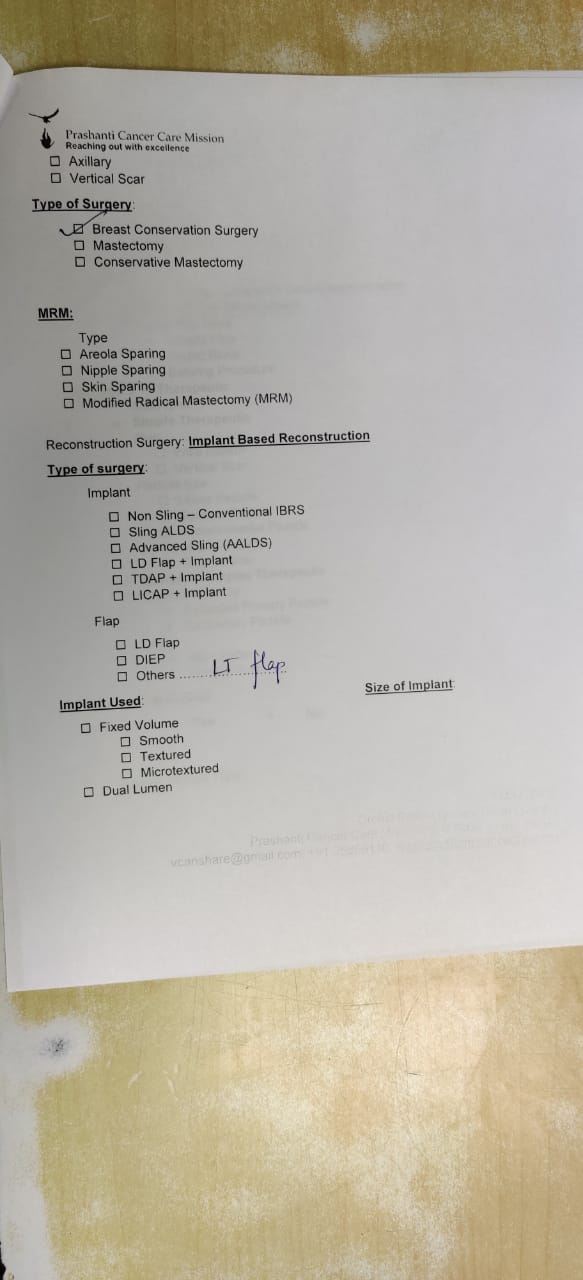 Prashanti Cancer Care Mission
Reaching out with excellence
☐ Axillary
☐ Vertical Scar
Type of Surgery:
☑ Breast Conservation Surgery
☐ Mastectomy
☐ Conservative Mastectomy
MRM:
Type
☐ Areola Sparing
☐ Nipple Sparing
☐ Skin Sparing
☐ Modified Radical Mastectomy (MRM)
Reconstruction Surgery: Implant Based Reconstruction
Type of surgery:
Implant
☐ Non Sling – Conventional IBRS
☐ Sling ALDS
☐ Advanced Sling (AALDS)
☐ LD Flap + Implant
☐ TDAP + Implant
☐ LICAP + Implant
Flap
☐ LD Flap
☐ DIEP
☐ Others ...... LT flap
Implant Used: Size of Implant:
☐ Fixed Volume
☐ Smooth
☐ Textured
☐ Microtextured
☐ Dual Lumen
vcanshare@gmail.com